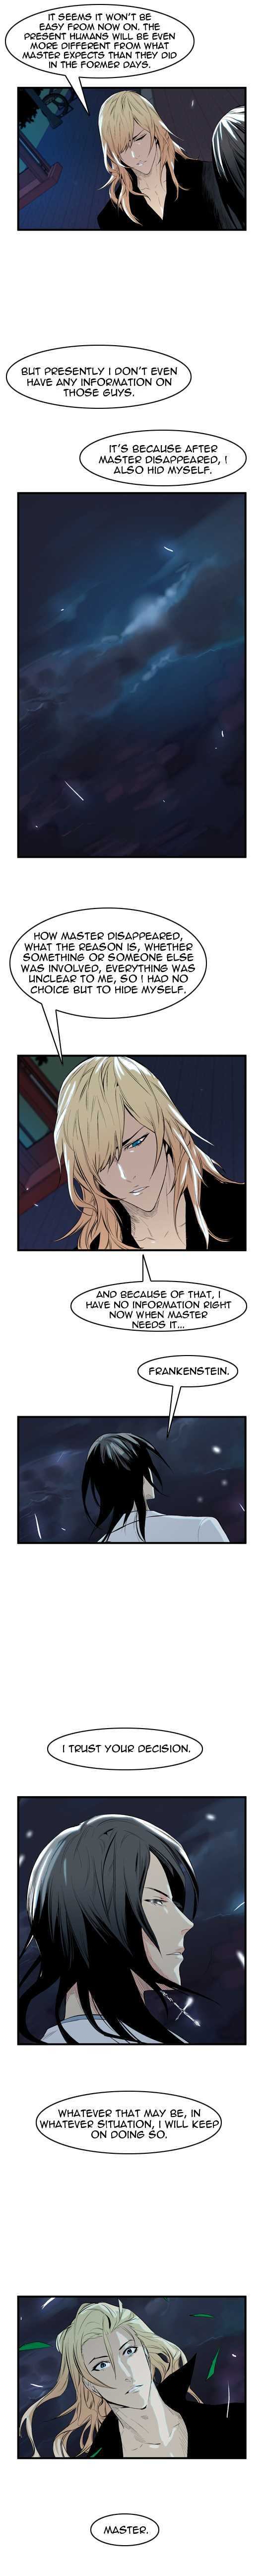 IT SEEMS IT WON'T BE
EASY FROM NOW ON. THE
PRESENT HUMANS WILL BE EVEN
MORE DIFFERENT FROM WHAT
MASTER EXPECTS THAN THEY DID
IN THE FORMER DAYS.
BUT PRESENTLY I DON'T EVEN
HAVE ANY INFORMATION ON
THOSE GUYS.
IT'S BECAUSE AFTER
MASTER DISAPPEARED, I
ALSO HID MYSELF.
HOW MASTER DISAPPEARED,
WHAT THE REASON IS, WHETHER
SOMETHING OR SOMEONE ELSE
WAS INVOLVED, EVERYTHING WAS
UNCLEAR TO ME, SO I HAD NO
CHOICE BUT TO HIDE MYSELF.
AND BECAUSE OF THAT, I
HAVE NO INFORMATION RIGHT
NOW WHEN MASTER
NEEDS IT...
FRANKENSTEIN.
I TRUST YOUR DECISION.
WHATEVER THAT MAY BE, IN
WHATEVER SITUATION, I WILL KEEP
ON DOING SO.
MASTER.